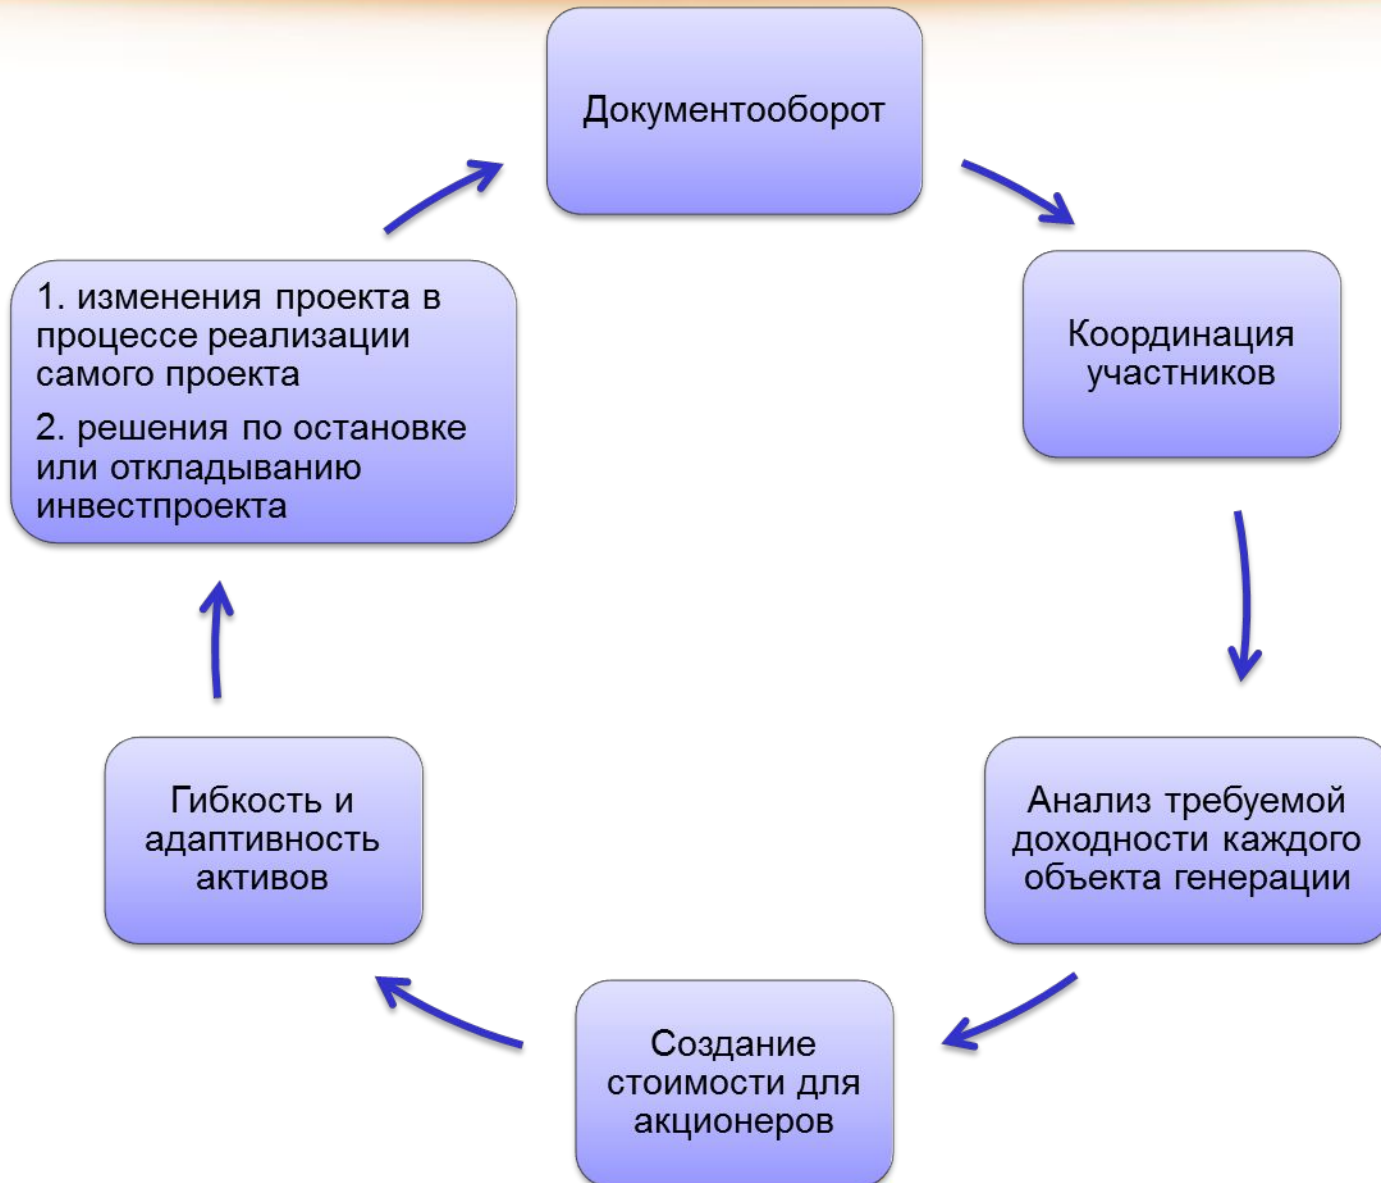 Документооборот
Координация
участников
Анализ требуемой
доходности каждого
объекта генерации
Создание
стоимости для
акционеров
Гибкость и
адаптивность
активов
1. изменения проекта в
процессе реализации
самого проекта
2. решения по остановке
или откладыванию
инвестпроекта